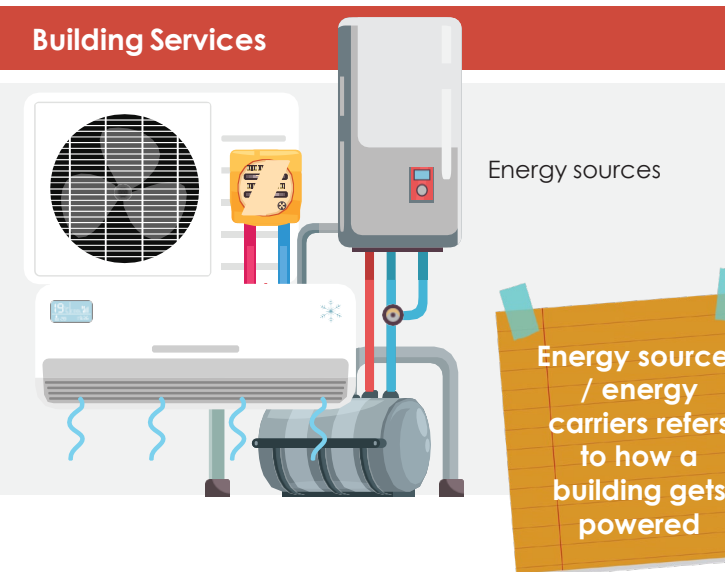 Building Services
Energy sources
Energy source
/ energy
carriers refers
to how a
building gets
powered